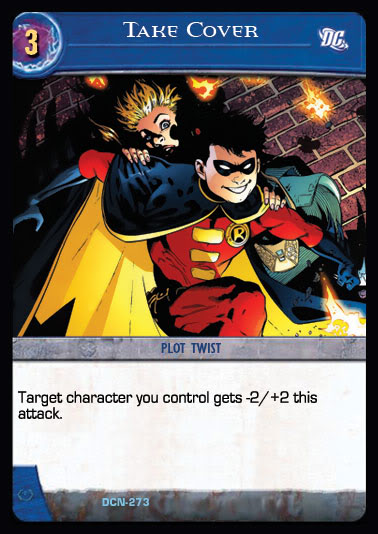 3
TAKE COVER
DC
R
PLOT TWIST
Target character you control gets -2/+2 this
attack.
DCN-273